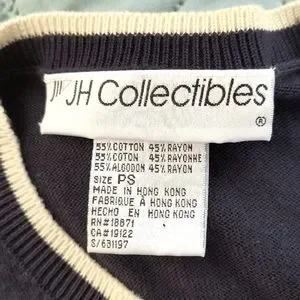 JH JH Collectibles
®
55% COTTON 45% RAYON
55% COTON 45% RAYONNE
55% ALGODON 45% RAYON
SIZE PS
MADE IN HONG KONG
FABRIQUE À HONG KONG
HECHO EN HONG KONG
RN#18871
CA#19122
S/631197